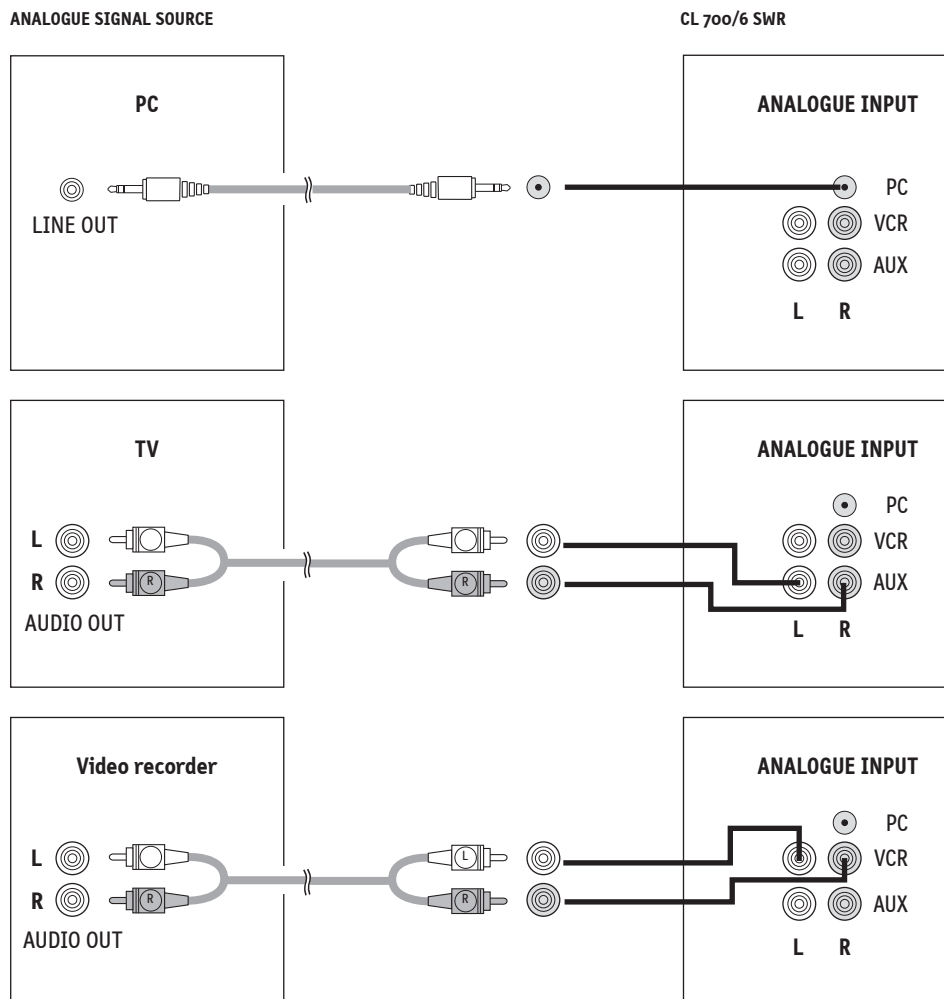 ANALOGUE SIGNAL SOURCE
CL 700/6 SWR
PC
LINE OUT
ANALOGUE INPUT
PC
VCR
AUX
L R
TV
L
R
AUDIO OUT
R
R
ANALOGUE INPUT
PC
VCR
AUX
L R
Video recorder
L
R
AUDIO OUT
R
L
R
ANALOGUE INPUT
PC
VCR
AUX
L R